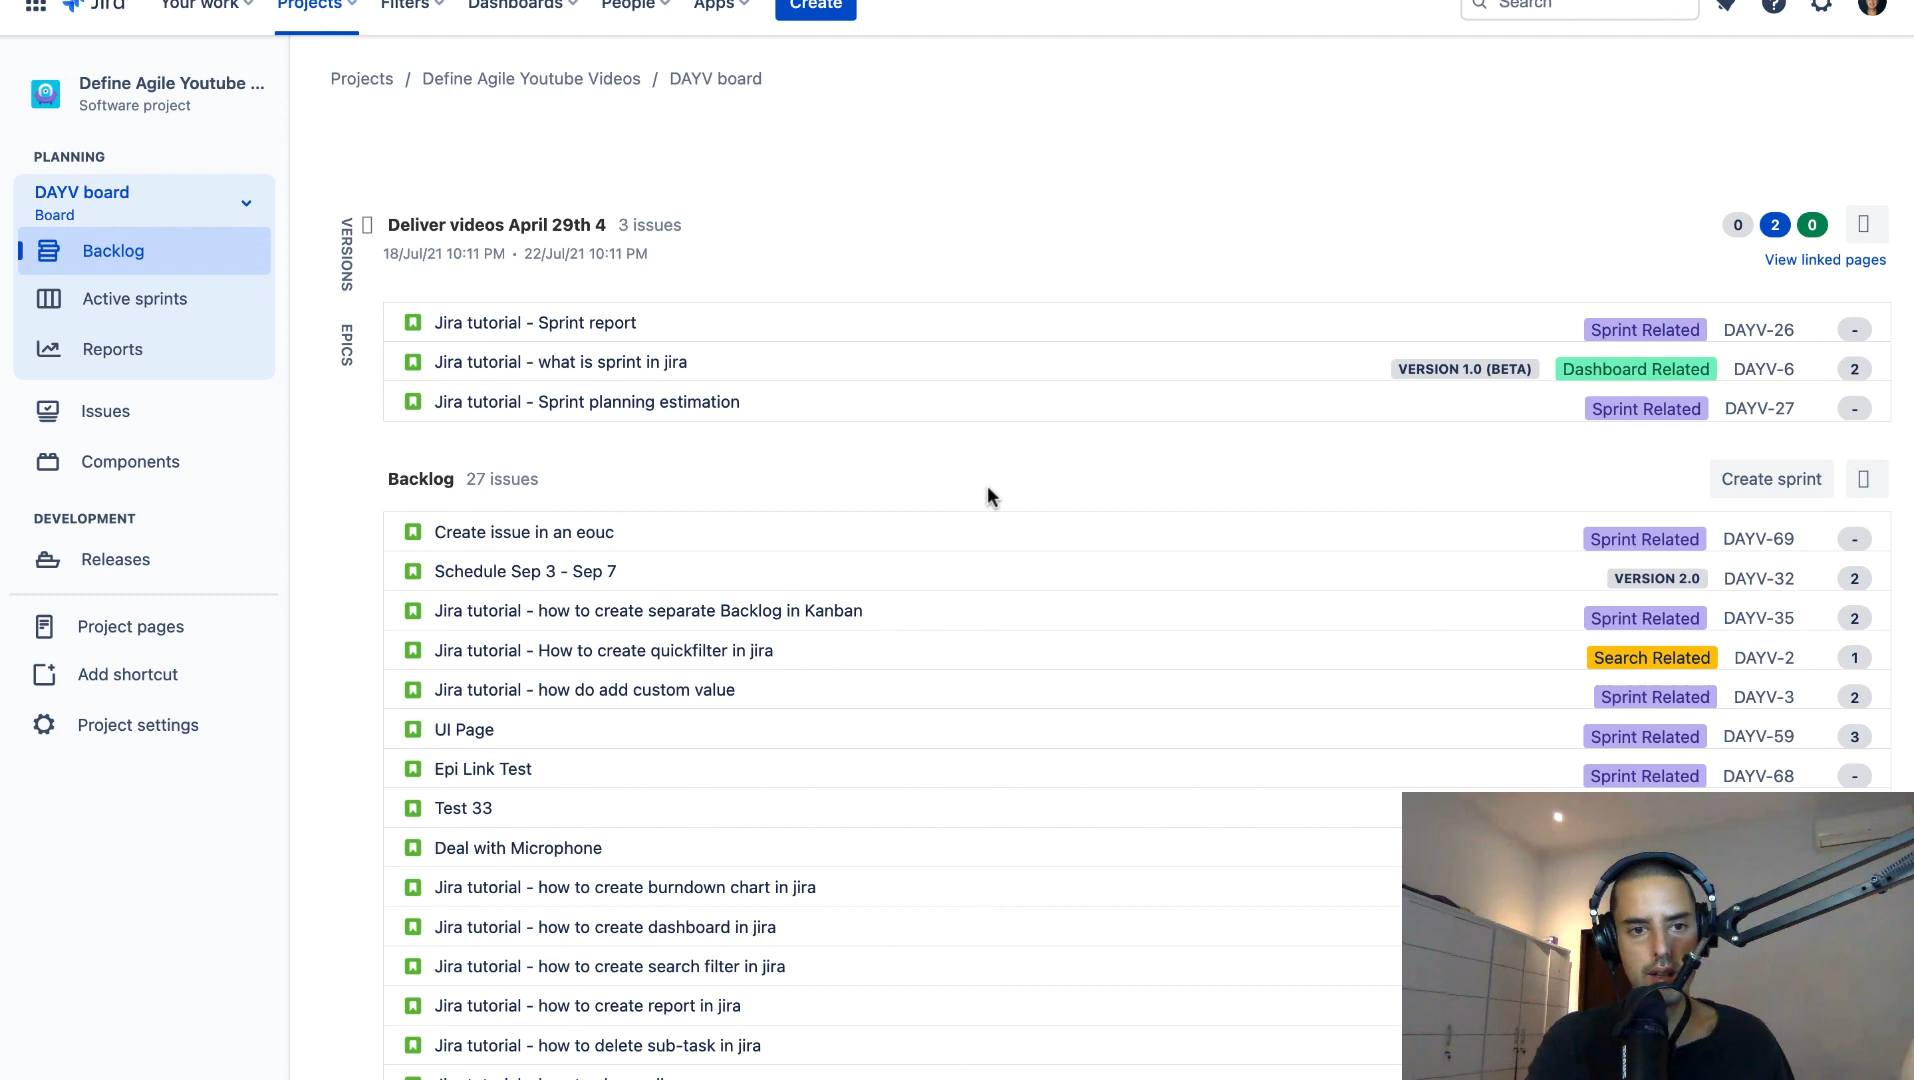 Jira
Your work
Projects
Filters
Dashboards
People
Apps
Create
Search
Define Agile Youtube ...
Software project
PLANNING
DAYV board
Board
Backlog
Active sprints
Reports
Issues
Components
DEVELOPMENT
Releases
Project pages
Add shortcut
Project settings
Projects / Define Agile Youtube Videos / DAYV board
VERSIONS
EPICS
Deliver videos April 29th 4 3 issues
0 2 0
18/Jul/21 10:11 PM • 22/Jul/21 10:11 PM
View linked pages
Jira tutorial - Sprint report Sprint Related DAYV-26 -
Jira tutorial - what is sprint in jira VERSION 1.0 (BETA) Dashboard Related DAYV-6 2
Jira tutorial - Sprint planning estimation Sprint Related DAYV-27 -
Backlog 27 issues Create sprint
Create issue in an eouc Sprint Related DAYV-69 -
Schedule Sep 3 - Sep 7 VERSION 2.0 DAYV-32 2
Jira tutorial - how to create separate Backlog in Kanban Sprint Related DAYV-35 2
Jira tutorial - How to create quickfilter in jira Search Related DAYV-2 1
Jira tutorial - how do add custom value Sprint Related DAYV-3 2
UI Page Sprint Related DAYV-59 3
Epi Link Test Sprint Related DAYV-68 -
Test 33
Deal with Microphone
Jira tutorial - how to create burndown chart in jira
Jira tutorial - how to create dashboard in jira
Jira tutorial - how to create search filter in jira
Jira tutorial - how to create report in jira
Jira tutorial - how to delete sub-task in jira